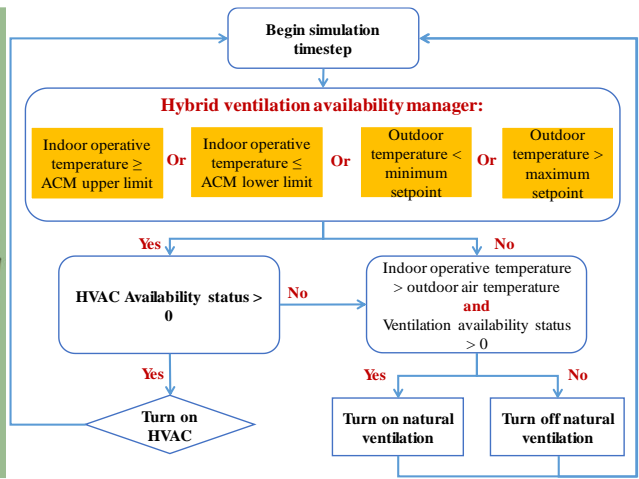 Begin simulation
timestep
Hybrid ventilation availability manager:
Indoor operative
temperature ≥
ACM upper limit
Or
Indoor operative
temperature ≤
ACM lower limit
Or
Outdoor
temperature <
minimum
setpoint
Or
Outdoor
temperature >
maximum
setpoint
Yes
No
HVAC Availability status >
0
No
Indoor operative temperature
> outdoor air temperature
and
Ventilation availability status
> 0
Yes
Yes
No
Turn on
HVAC
Turn on natural
ventilation
Turn off natural
ventilation